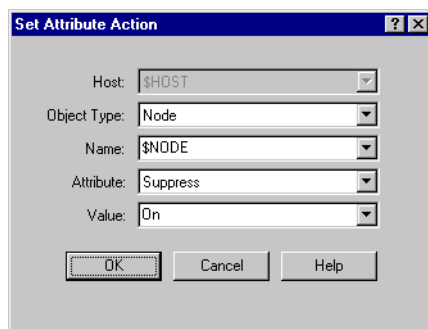 Set Attribute Action
Host: $HOST
Object Type: Node
Name: $NODE
Attribute: Suppress
Value: On
OK Cancel Help